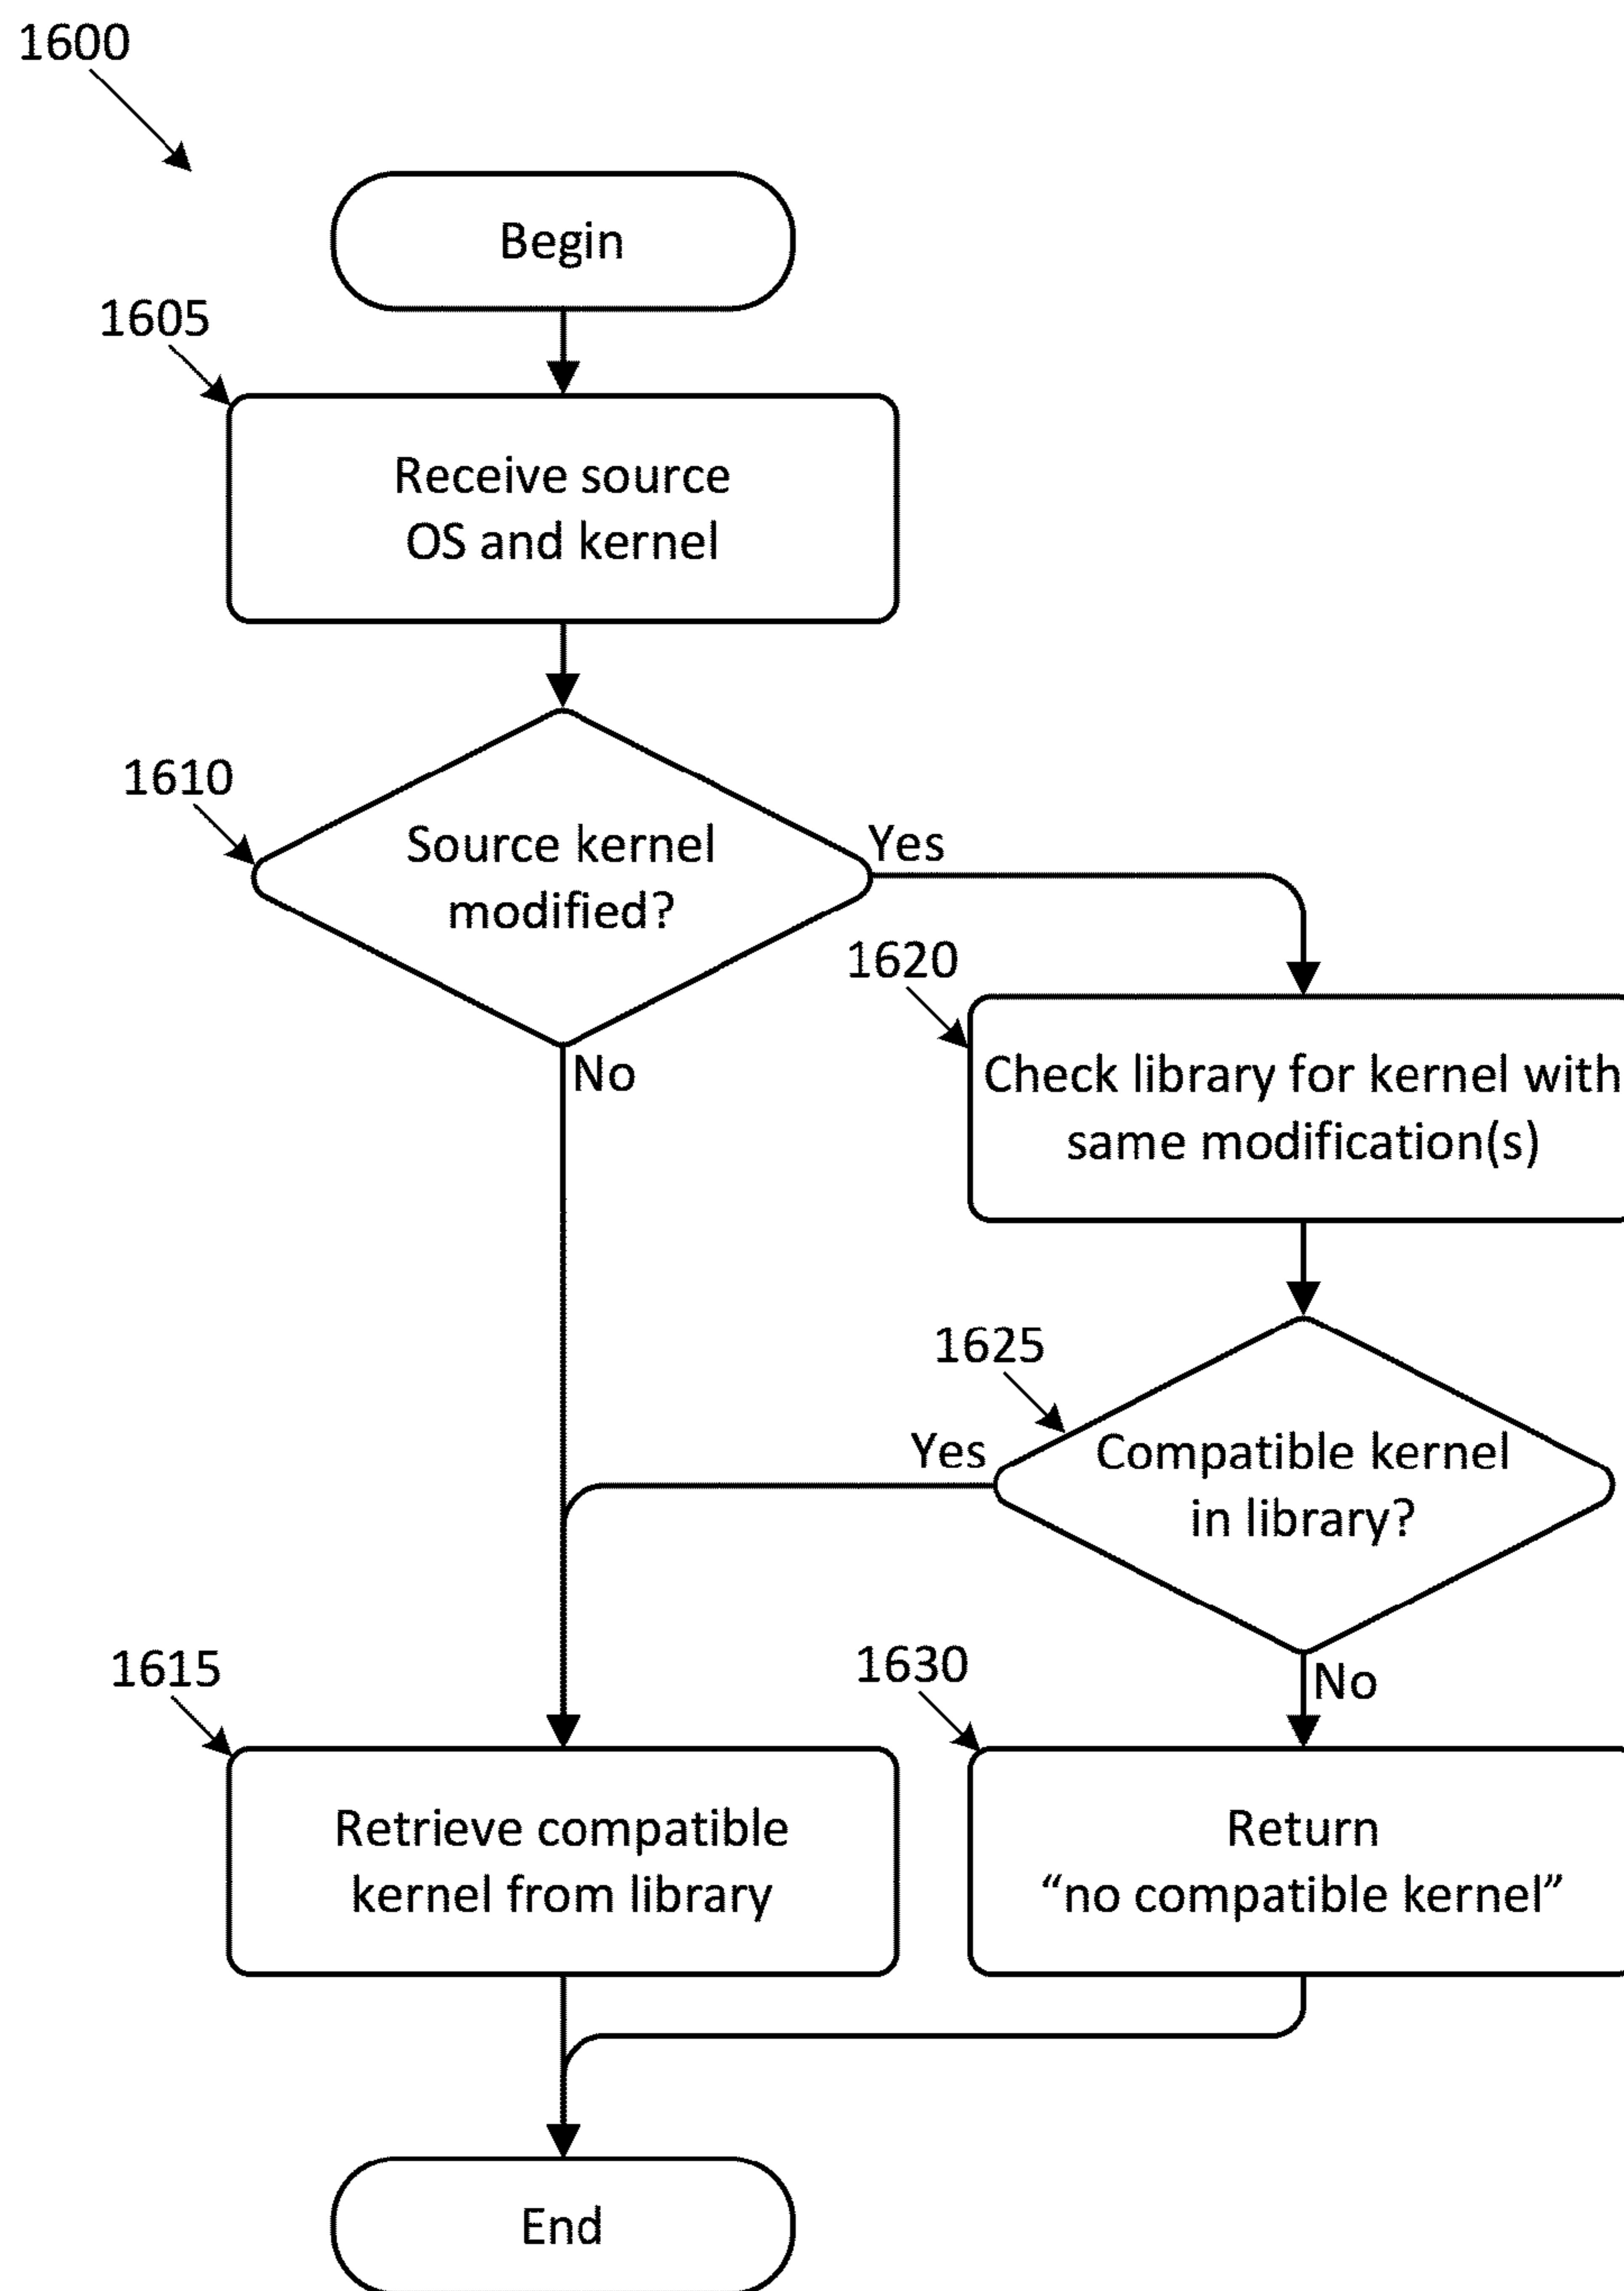 1600
Begin
1605
Receive source
OS and kernel
1610
Source kernel
modified?
Yes
No
1620
Check library for kernel with
same modification(s)
1625
Compatible kernel
in library?
Yes
No
1615
Retrieve compatible
kernel from library
1630
Return
“no compatible kernel”
End